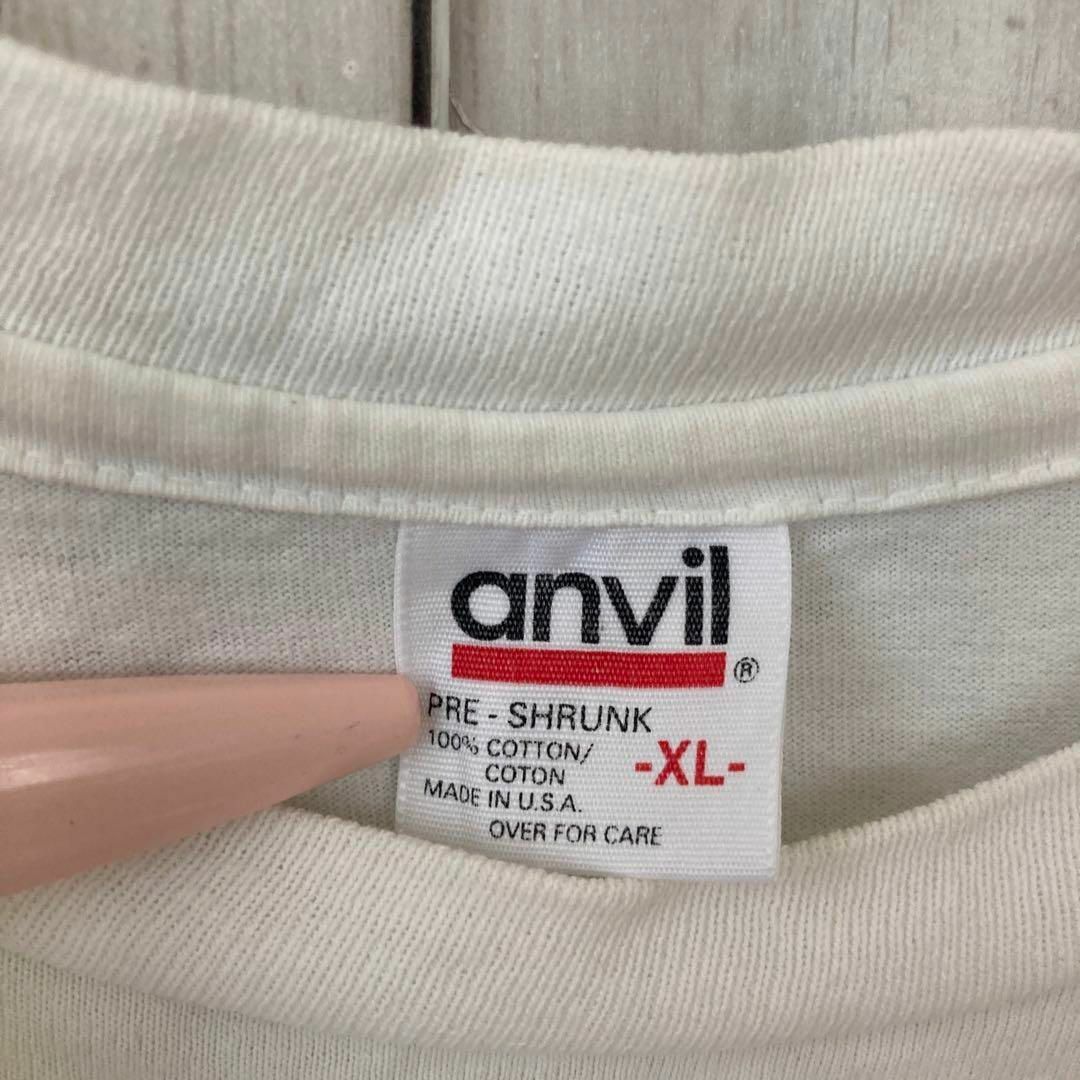 anvil
®
PRE - SHRUNK
100% COTTON/
COTON
-XL-
MADE IN U.S.A.
OVER FOR CARE